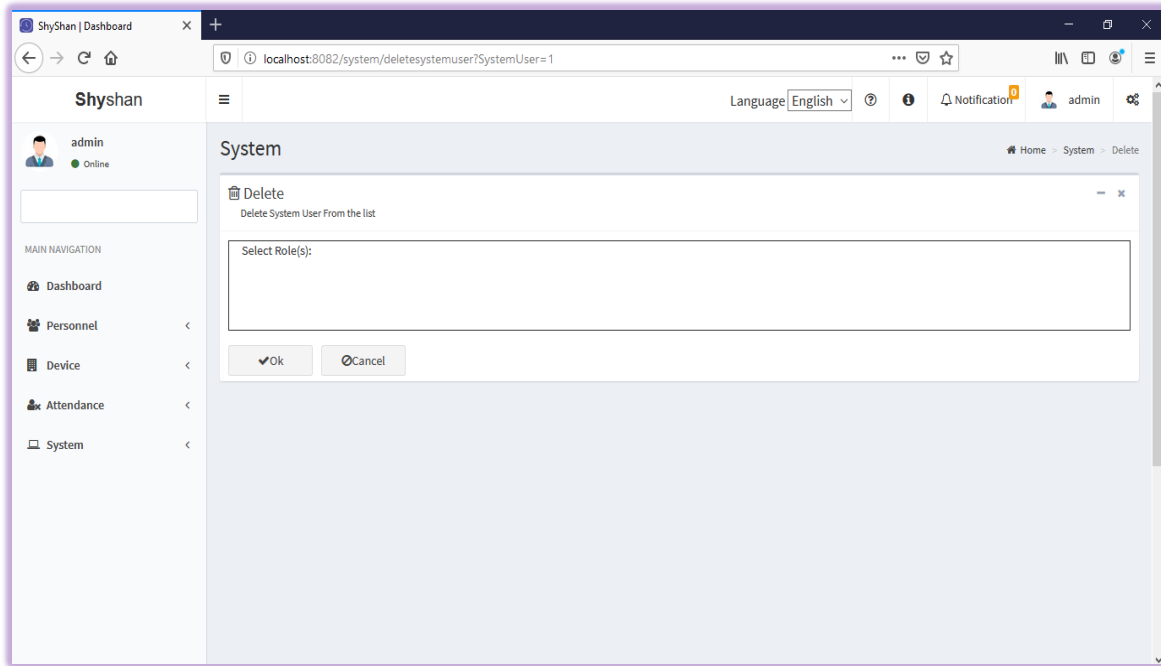 ShyShan | Dashboard
localhost:8082/system/deletesystemuser?SystemUser=1
Shyshan
Language English
Notification 0
admin
admin
Online
System
Home > System > Delete
Delete
Delete System User From the list
MAIN NAVIGATION
Select Role(s):
Dashboard
Personnel
Device
Attendance
System
Ok
Cancel